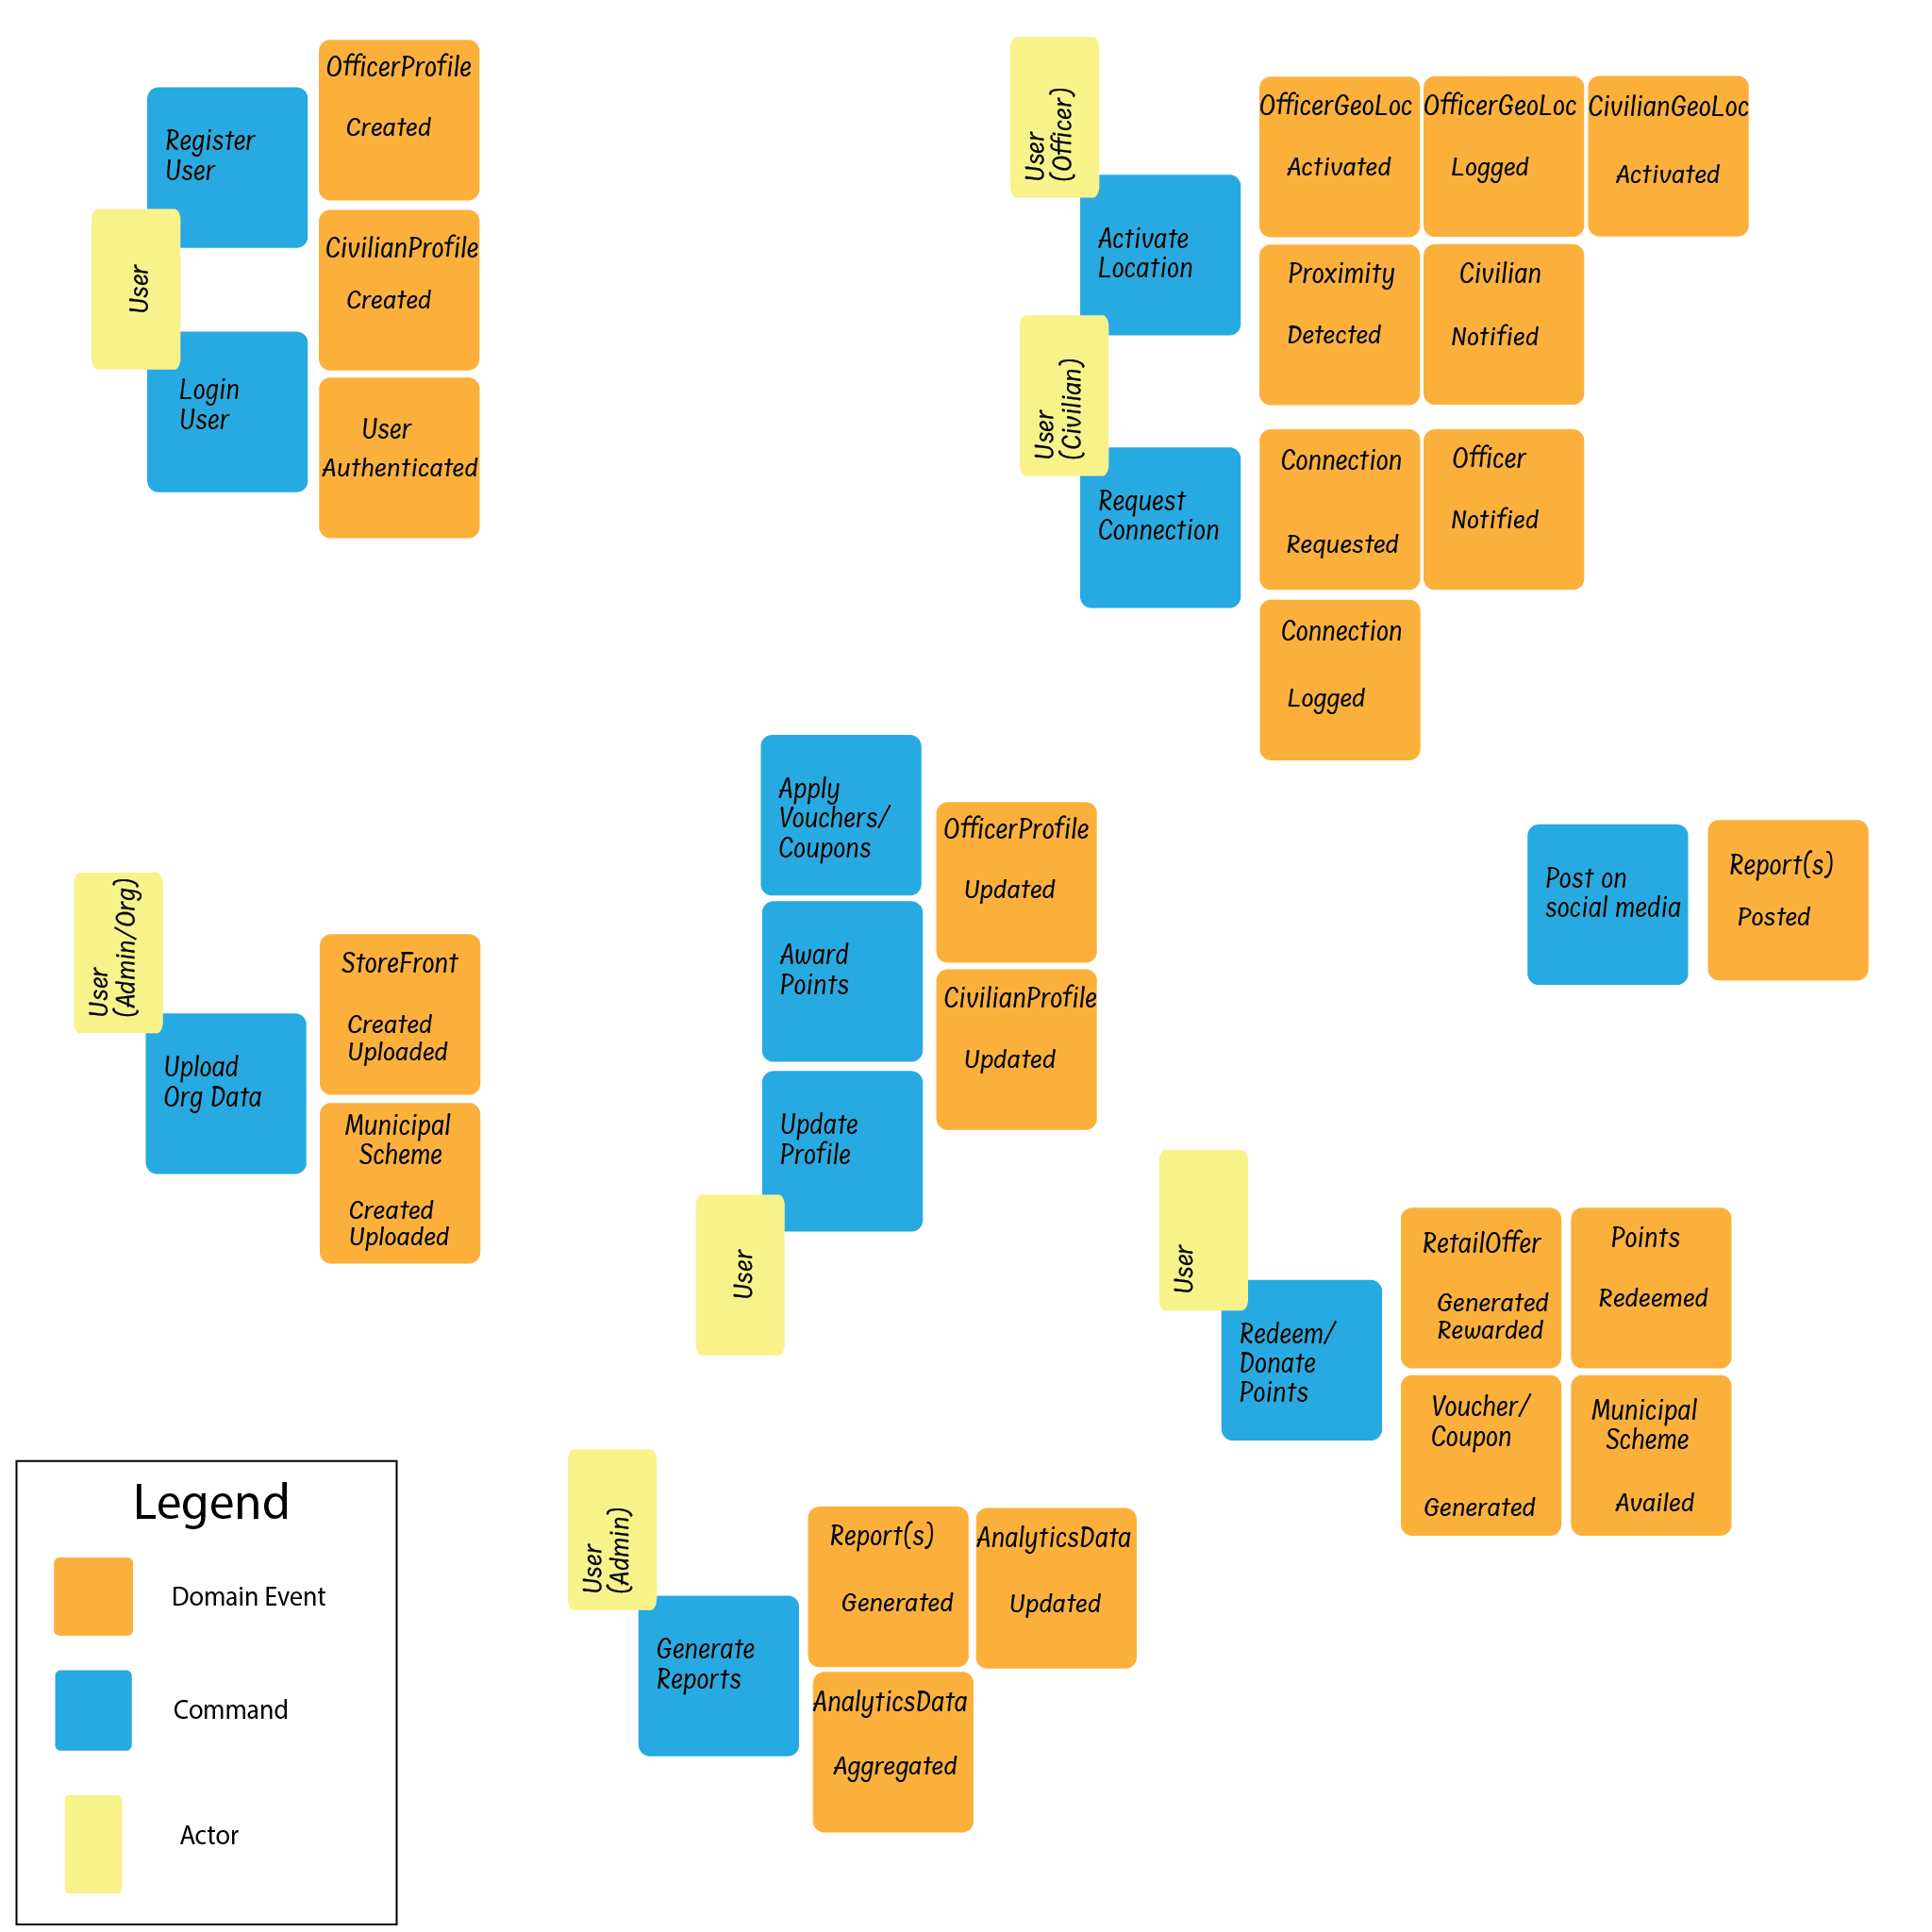 OfficerProfile
Created
Register
User
CivilianProfile
Created
User
Login
User
User
Authenticated
User
(Officer)
OfficerGeoLoc
Activated
OfficerGeoLoc
Logged
CivilianGeoLoc
Activated
Activate
Location
Proximity
Detected
Civilian
Notified
User
(Civilian)
Request
Connection
Connection
Requested
Officer
Notified
Connection
Logged
Apply
Vouchers/
Coupons
OfficerProfile
Updated
Award
Points
CivilianProfile
Updated
Update
Profile
User
Post on
social media
Report(s)
Posted
User
(Admin/Org)
Upload
Org Data
StoreFront
Created
Uploaded
Municipal
Scheme
Created
Uploaded
User
Redeem/
Donate
Points
RetailOffer
Generated
Rewarded
Points
Redeemed
Voucher/
Coupon
Generated
Municipal
Scheme
Availed
User
(Admin)
Generate
Reports
Report(s)
Generated
AnalyticsData
Updated
AnalyticsData
Aggregated
Legend
Domain Event
Command
Actor